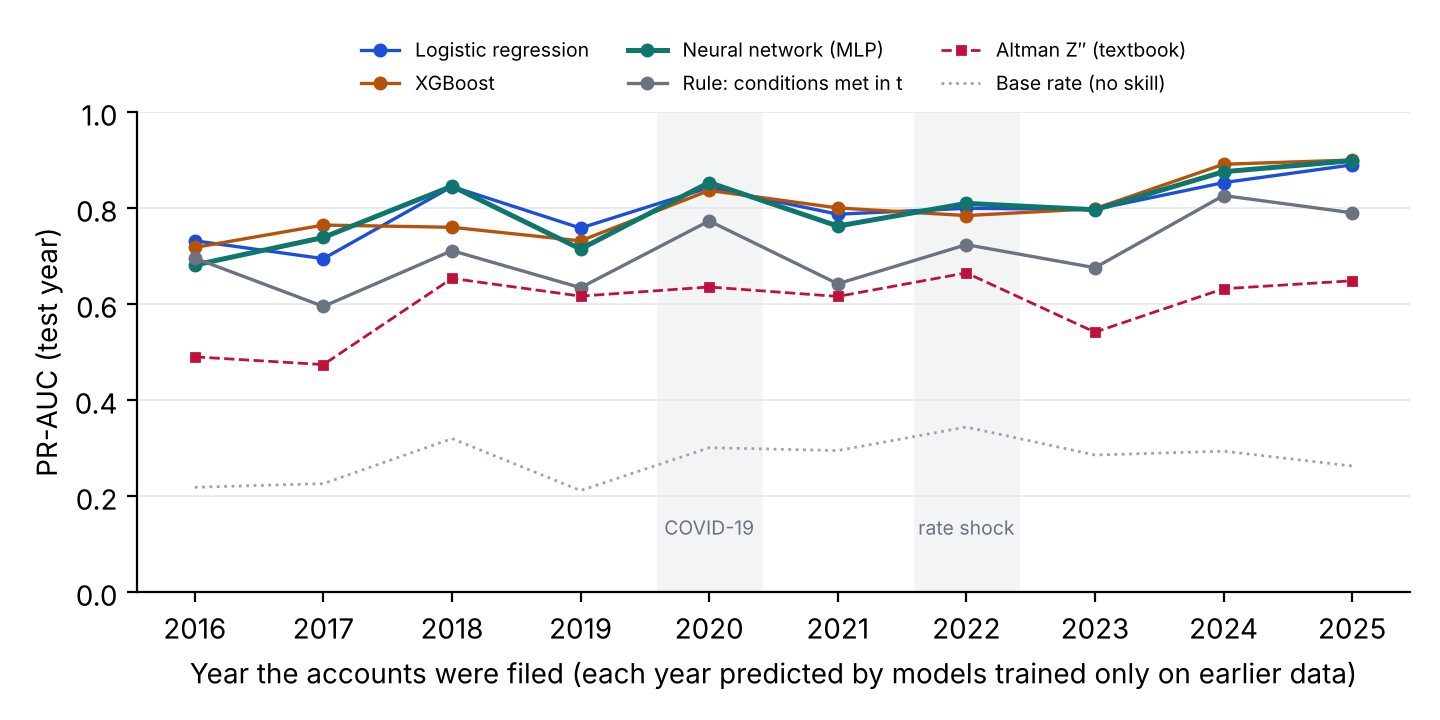 Logistic regression
Neural network (MLP)
Altman Z″ (textbook)
XGBoost
Rule: conditions met in t
Base rate (no skill)
PR-AUC (test year)
1.0
0.8
0.6
0.4
0.2
0.0
COVID-19
rate shock
2016 2017 2018 2019 2020 2021 2022 2023 2024 2025
Year the accounts were filed (each year predicted by models trained only on earlier data)